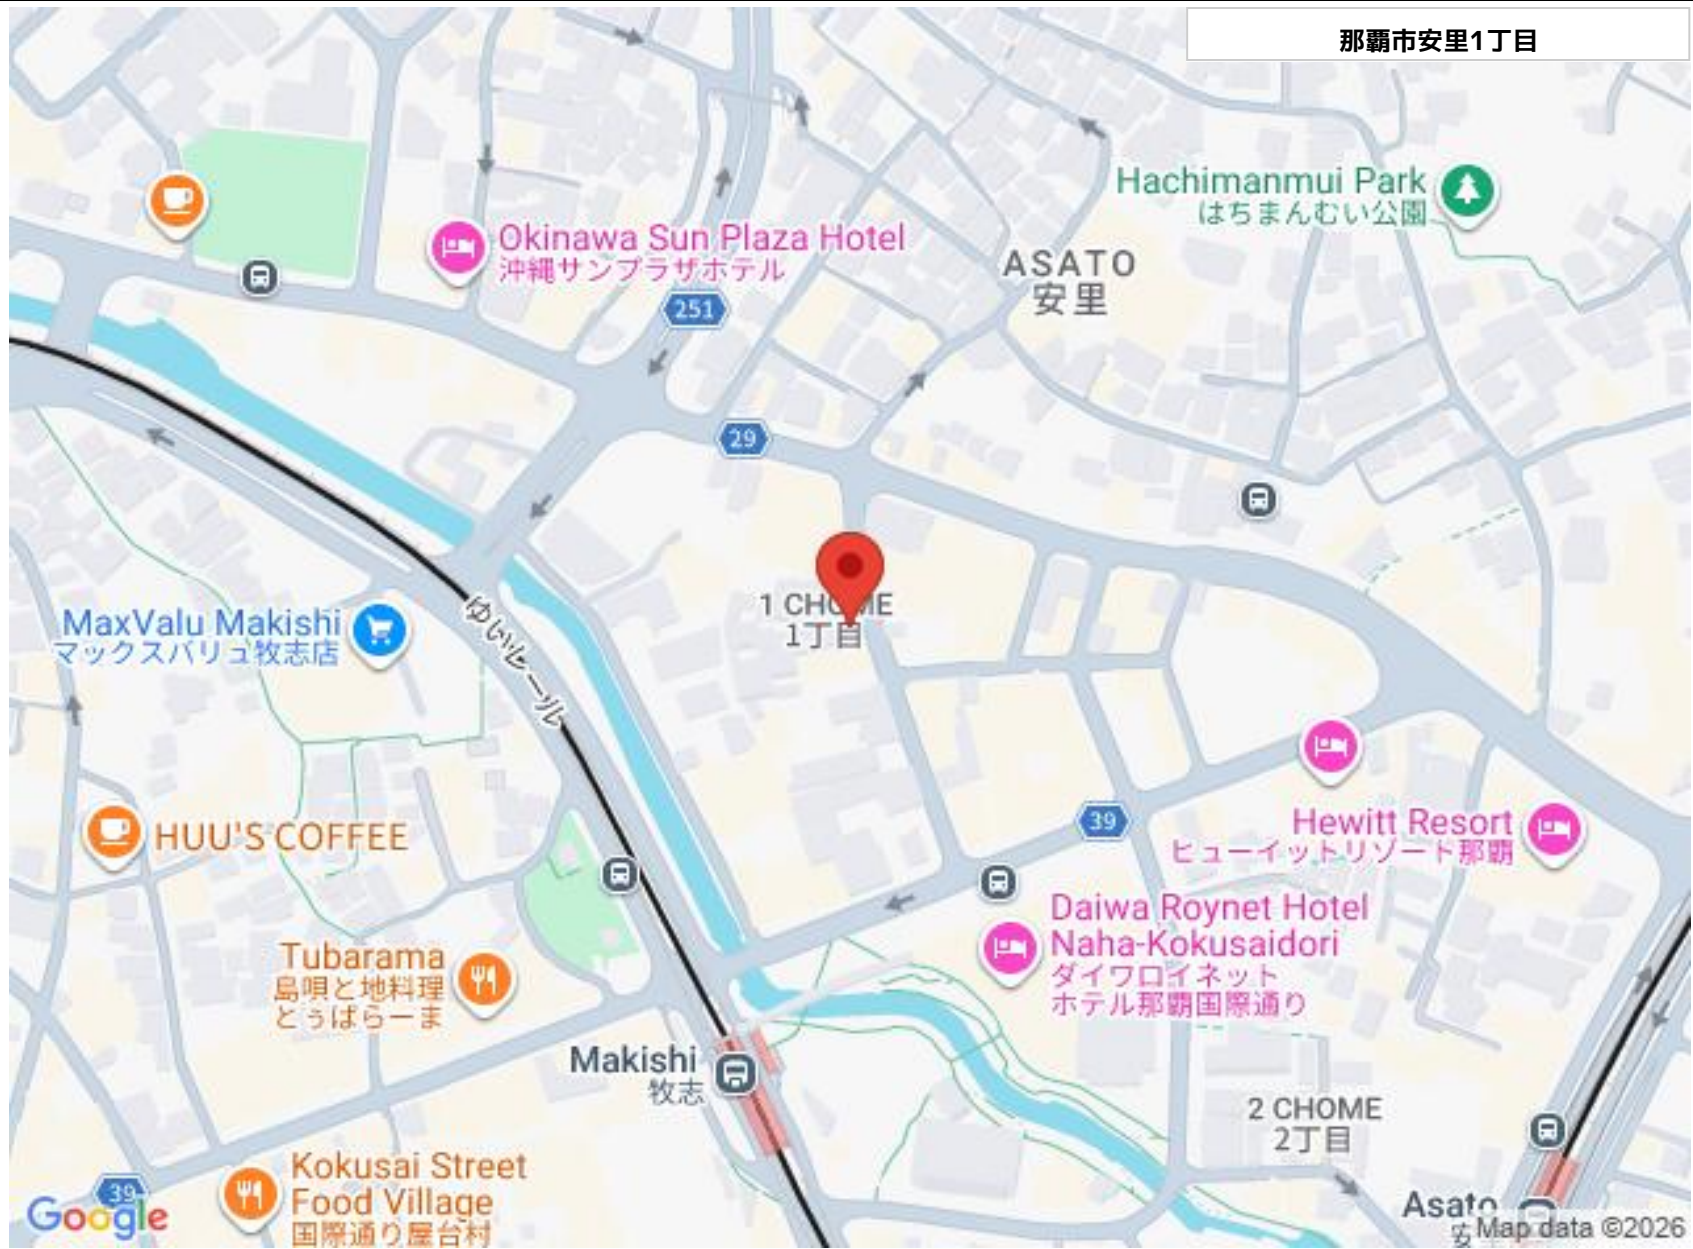 那覇市安里1丁目
Hachimanmui Park
はちまんむい公園
Okinawa Sun Plaza Hotel
沖縄サンプラザホテル
ASATO
安里
251
29
1 CHOME
1丁目
MaxValu Makishi
マックスバリュ牧志店
ゆいレール
39
HUU'S COFFEE
Hewitt Resort
ヒューイットリゾート那覇
Daiwa Roynet Hotel
Naha-Kokusaidori
ダイワロイネット
ホテル那覇国際通り
Tubarama
島唄と地料理
とぅばらーま
Makishi
牧志
2 CHOME
2丁目
Kokusai Street
Food Village
国際通り屋台村
39
Asato
Google
Map data ©2026